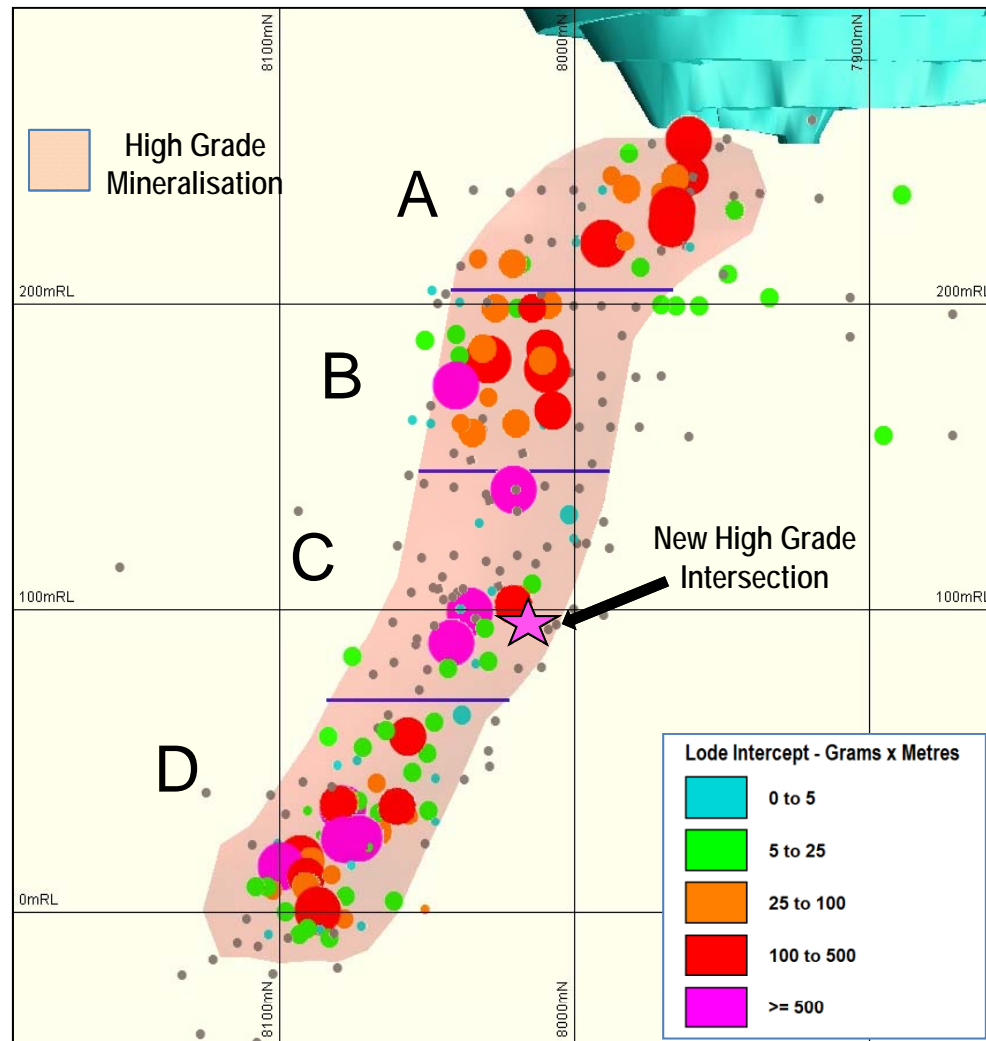 8100mN
8000mN
7900mN
High Grade
Mineralisation
A
200mRL
200mRL
B
C
New High Grade
Intersection
100mRL
100mRL
D
Lode Intercept - Grams x Metres
0 to 5
5 to 25
25 to 100
100 to 500
>= 500
0mRL
8100mN
8000mN